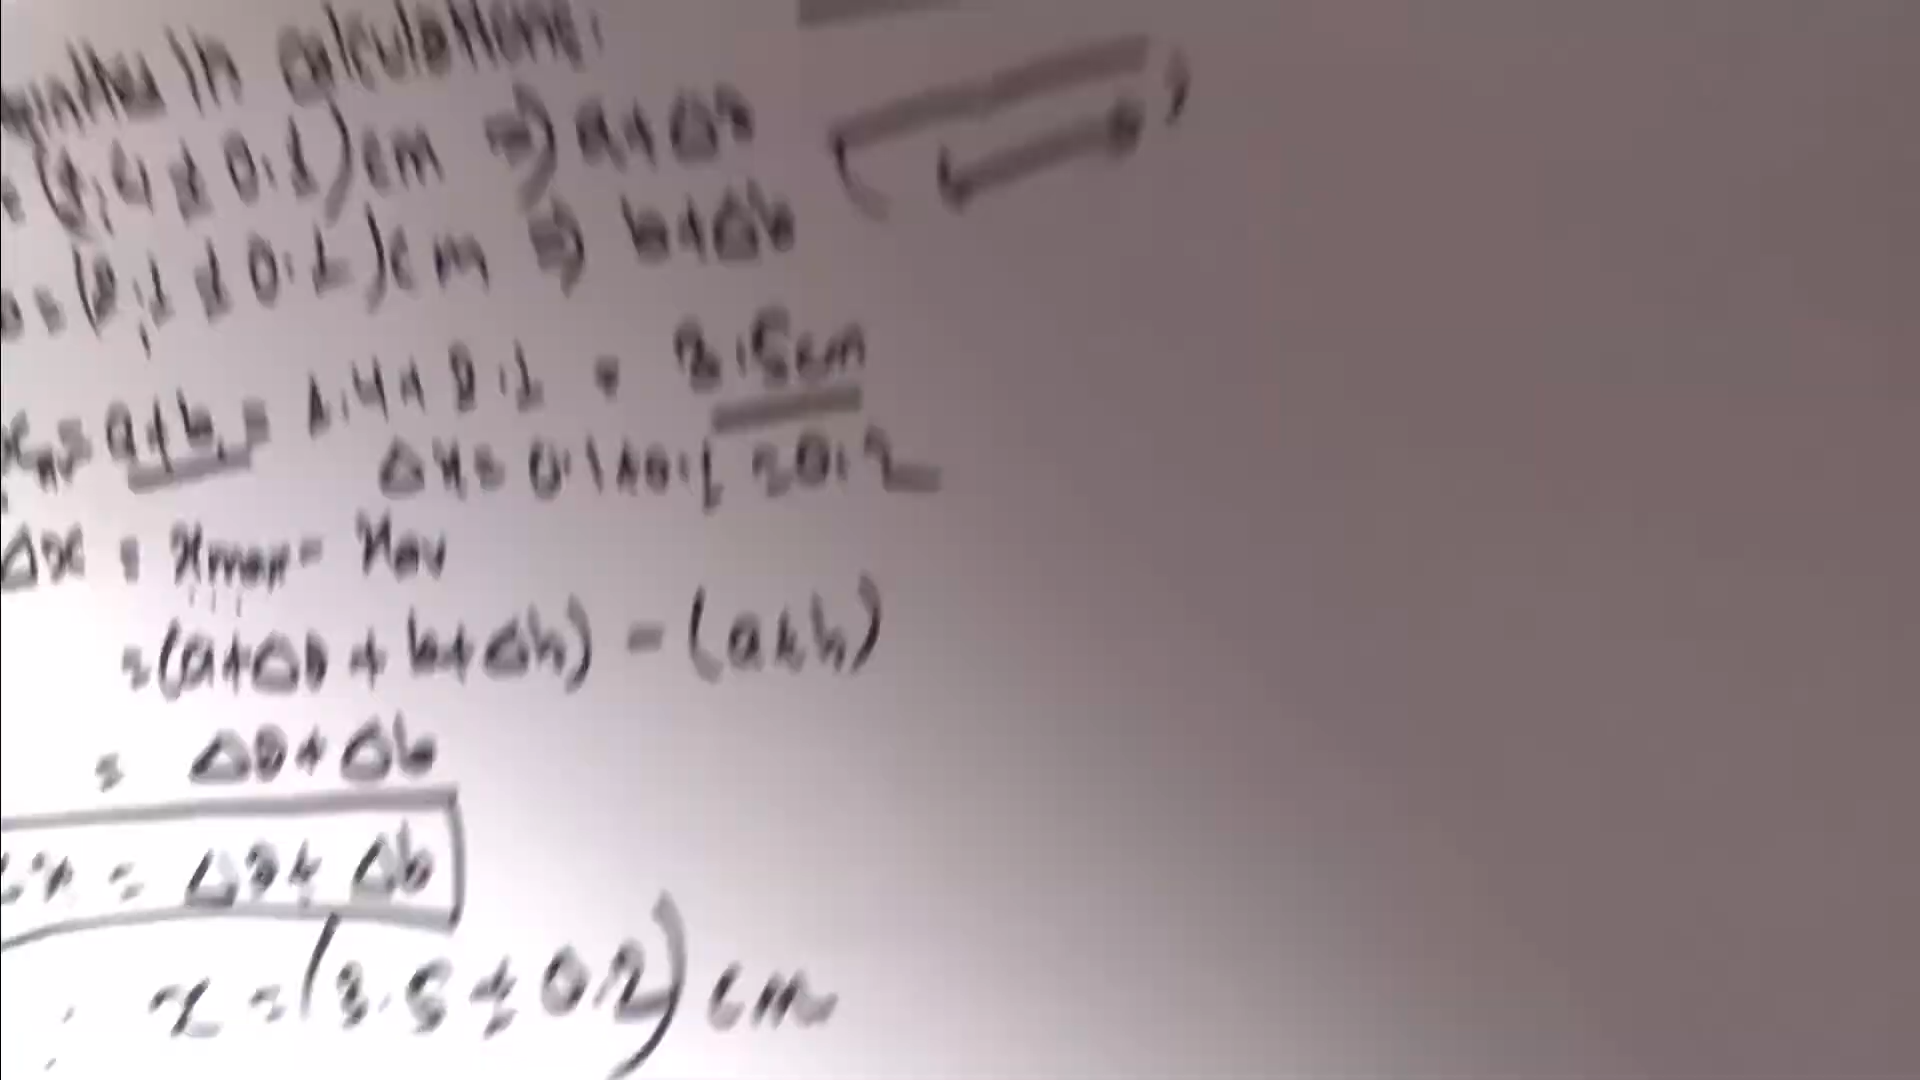 in calculations:
= (1.4 ± 0.1) cm ⇒ a+Δa
= (2.1 ± 0.1) cm ⇒ b+Δb
= a+b = 1.4+2.1 = 3.5cm
Δx = 0.1+0.1 = 0.2
Δx = xmax - xav
= (a+Δa + b+Δb) - (a+b)
= Δa + Δb
Δx = Δa + Δb
x = (3.5 ± 0.2) cm